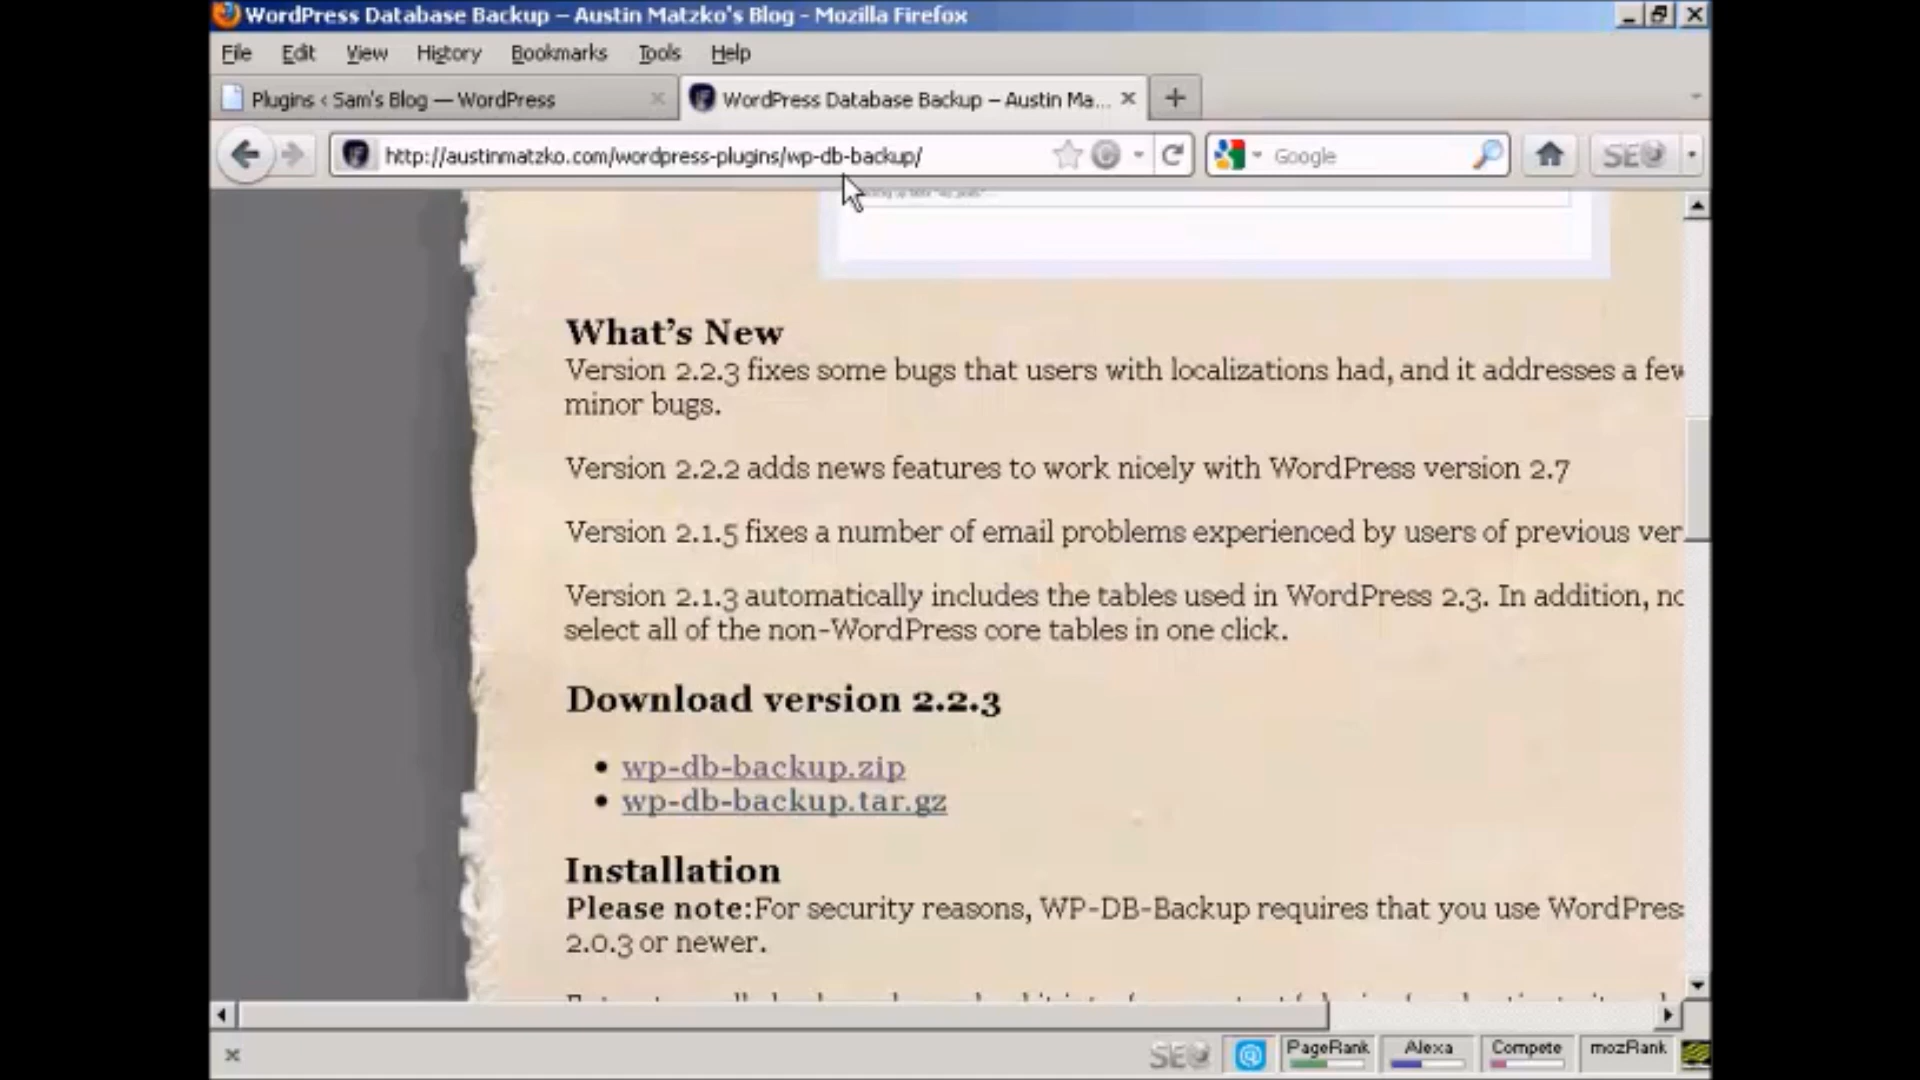 WordPress Database Backup – Austin Matzko's Blog - Mozilla Firefox
File Edit View History Bookmarks Tools Help
Plugins ‹ Sam's Blog — WordPress
WordPress Database Backup – Austin Ma...
http://austinmatzko.com/wordpress-plugins/wp-db-backup/
Google
SEO
What's New
Version 2.2.3 fixes some bugs that users with localizations had, and it addresses a few
minor bugs.
Version 2.2.2 adds news features to work nicely with WordPress version 2.7
Version 2.1.5 fixes a number of email problems experienced by users of previous ver
Version 2.1.3 automatically includes the tables used in WordPress 2.3. In addition, no
select all of the non-WordPress core tables in one click.
Download version 2.2.3
• wp-db-backup.zip
• wp-db-backup.tar.gz
Installation
Please note:For security reasons, WP-DB-Backup requires that you use WordPres
2.0.3 or newer.
SEO PageRank Alexa Compete mozRank